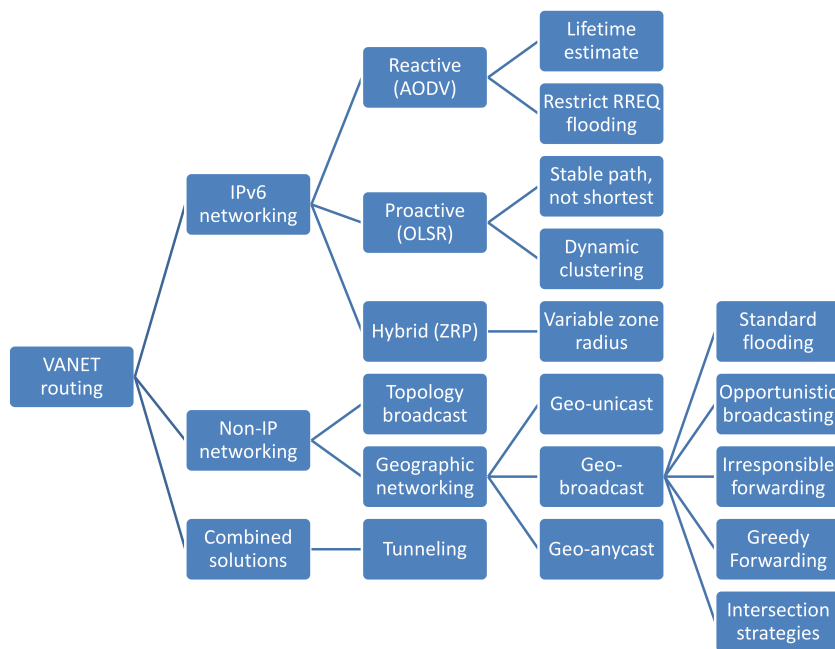 VANET
routing
IPv6
networking
Non-IP
networking
Combined
solutions
Reactive
(AODV)
Proactive
(OLSR)
Hybrid (ZRP)
Topology
broadcast
Geographic
networking
Tunneling
Lifetime
estimate
Restrict RREQ
flooding
Stable path,
not shortest
Dynamic
clustering
Variable zone
radius
Geo-unicast
Geo-
broadcast
Geo-anycast
Standard
flooding
Opportunistic
broadcasting
Irresponsible
forwarding
Greedy
Forwarding
Intersection
strategies